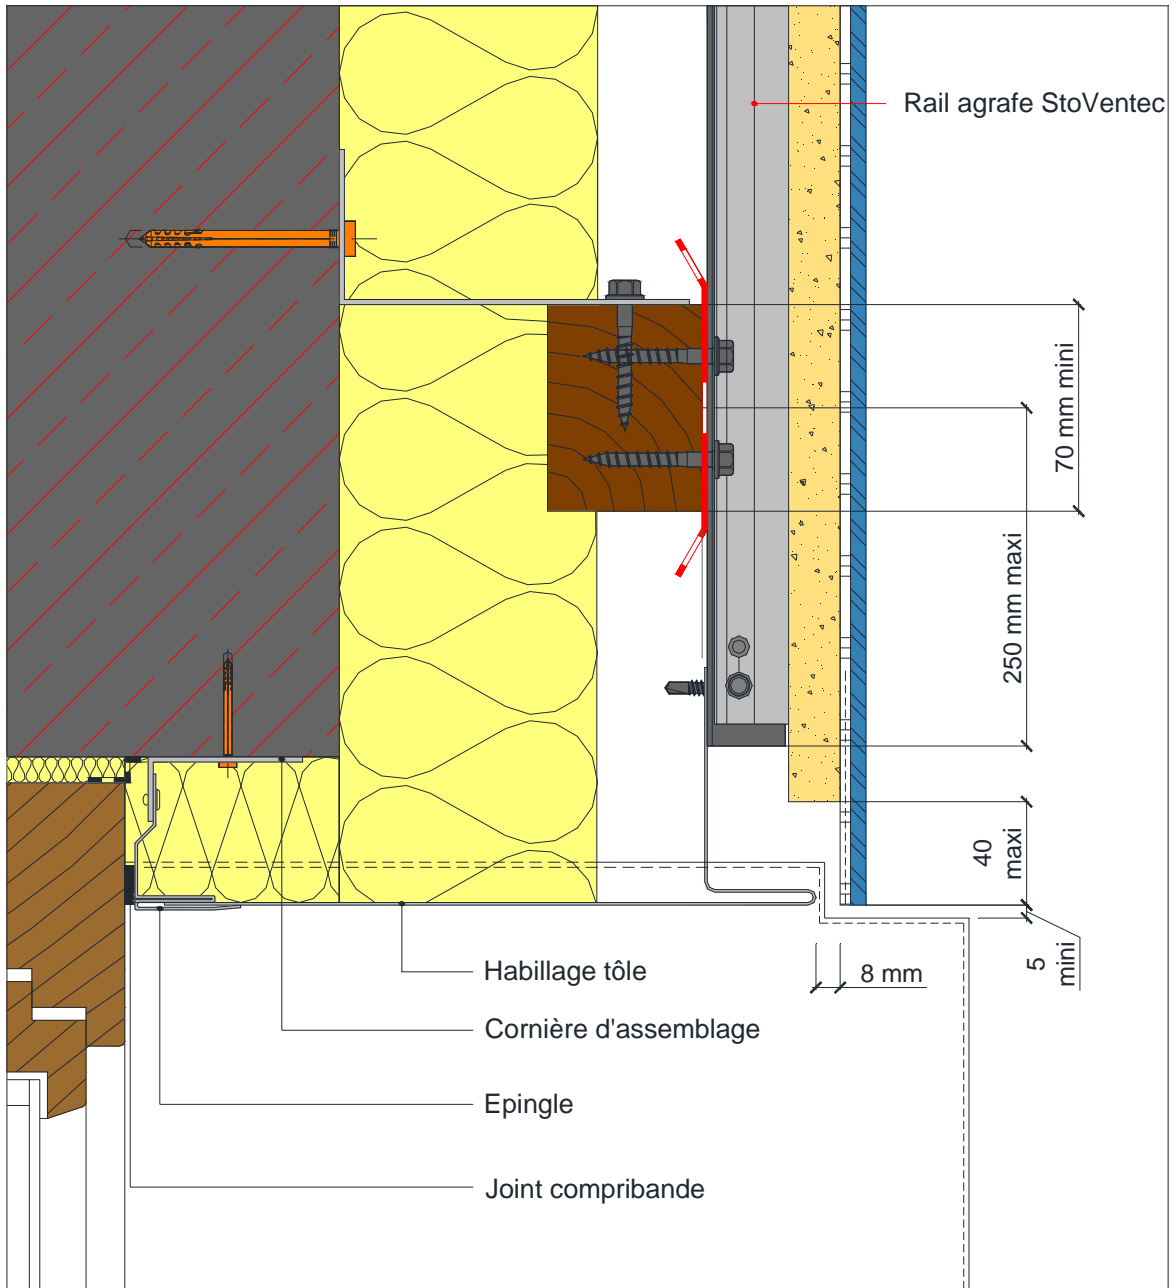 Rail agrafe StoVentec
70 mm mini
250 mm maxi
40
maxi
5
mini
8 mm
Habillage tôle
Cornière d'assemblage
Epingle
Joint compribande